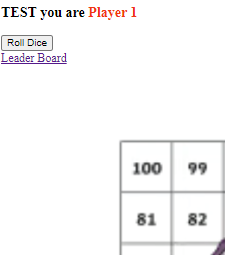 TEST you are Player 1
Roll Dice
Leader Board
100 99
81 82